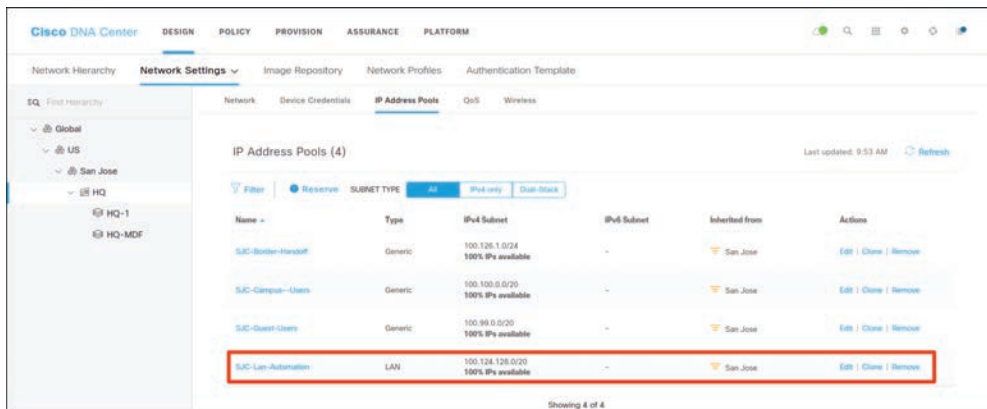 Cisco DNA Center DESIGN POLICY PROVISION ASSURANCE PLATFORM
Network Hierarchy Network Settings Image Repository Network Profiles Authentication Template
EQ Find Hierarchy Network Device Credentials IP Address Pools QoS Wireless
Global
US
San Jose
HQ
HQ-1
HQ-MDF
IP Address Pools (4) Last updated: 9:53 AM Refresh
Filter Reserve SUBNET TYPE All IPv4 only Dual-Stack
Name Type IPv4 Subnet IPv6 Subnet Inherited from Actions
SJC-Border-Handoff Generic 100.126.1.0/24 - San Jose Edit | Clone | Remove
100% IPs available
SJC-Campus--Users Generic 100.100.0.0/20 - San Jose Edit | Clone | Remove
100% IPs available
SJC-Guest-Users Generic 100.99.0.0/20 - San Jose Edit | Clone | Remove
100% IPs available
SJC-Lan-Automation LAN 100.124.128.0/20 - San Jose Edit | Clone | Remove
100% IPs available
Showing 4 of 4